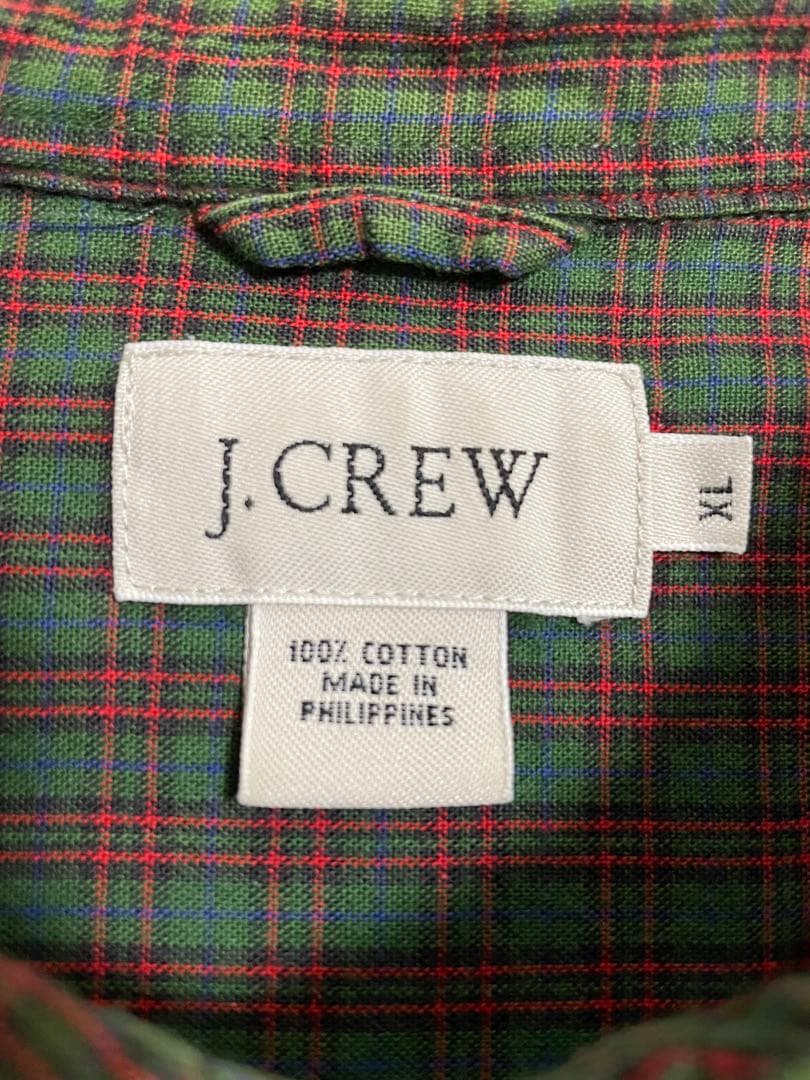 J.CREW
XL
100% COTTON
MADE IN
PHILIPPINES